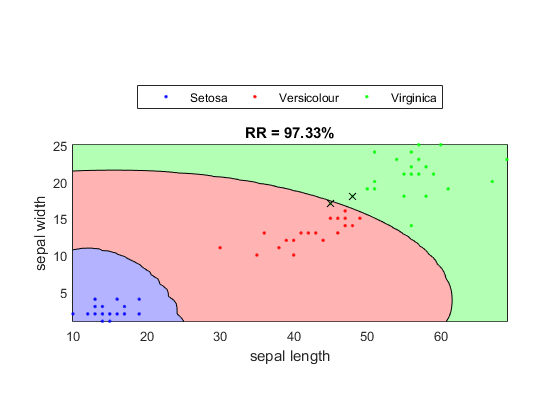 Setosa Versicolour Virginica
RR = 97.33%
25
20
15
10
5
sepal width
10 20 30 40 50 60
sepal length